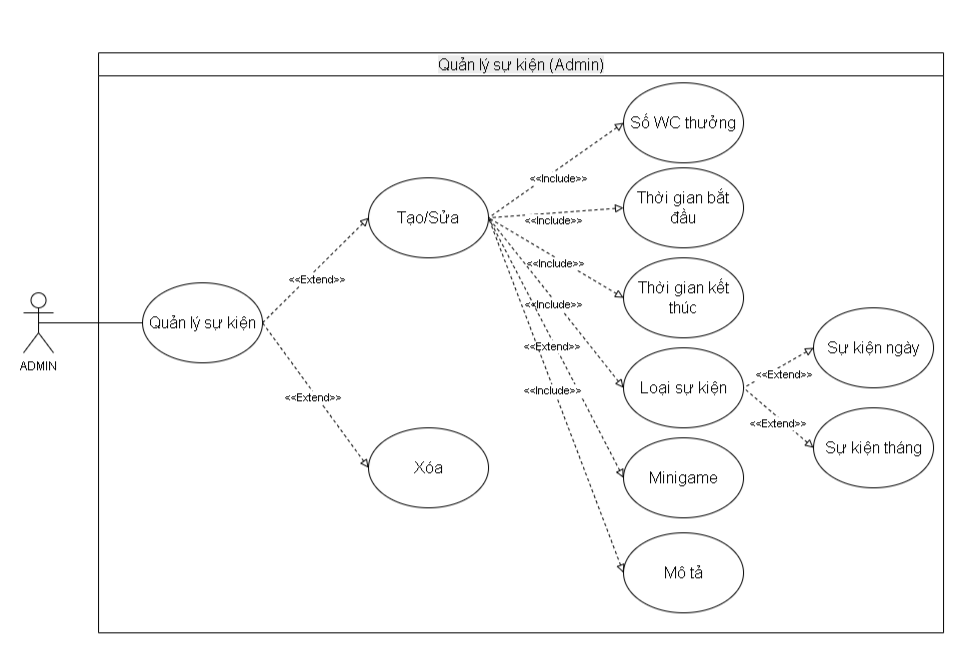 Quản lý sự kiện (Admin)
Số WC thưởng
<<Include>>
Thời gian bắt
đầu
Tạo/Sửa
<<Include>>
<<Include>>
<<Extend>>
Thời gian kết
thúc
<<Include>>
Quản lý sự kiện
<<Extend>>
Sự kiện ngày
ADMIN
<<Extend>>
Loại sự kiện
<<Include>>
<<Extend>>
<<Extend>>
Sự kiện tháng
Xóa
Minigame
Mô tả